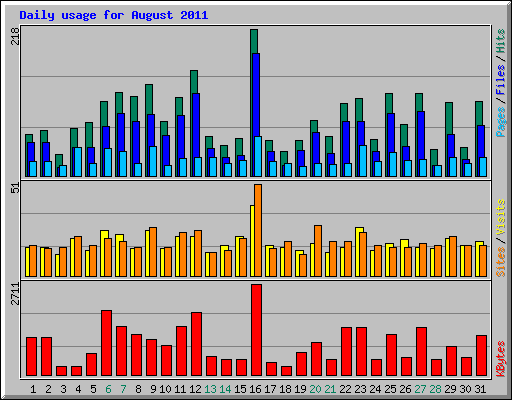 Daily usage for August 2011
218
Pages / Files / Hits
51
Sites / Visits
2711
KBytes
1 2 3 4 5 6 7 8 9 10 11 12 13 14 15 16 17 18 19 20 21 22 23 24 25 26 27 28 29 30 31